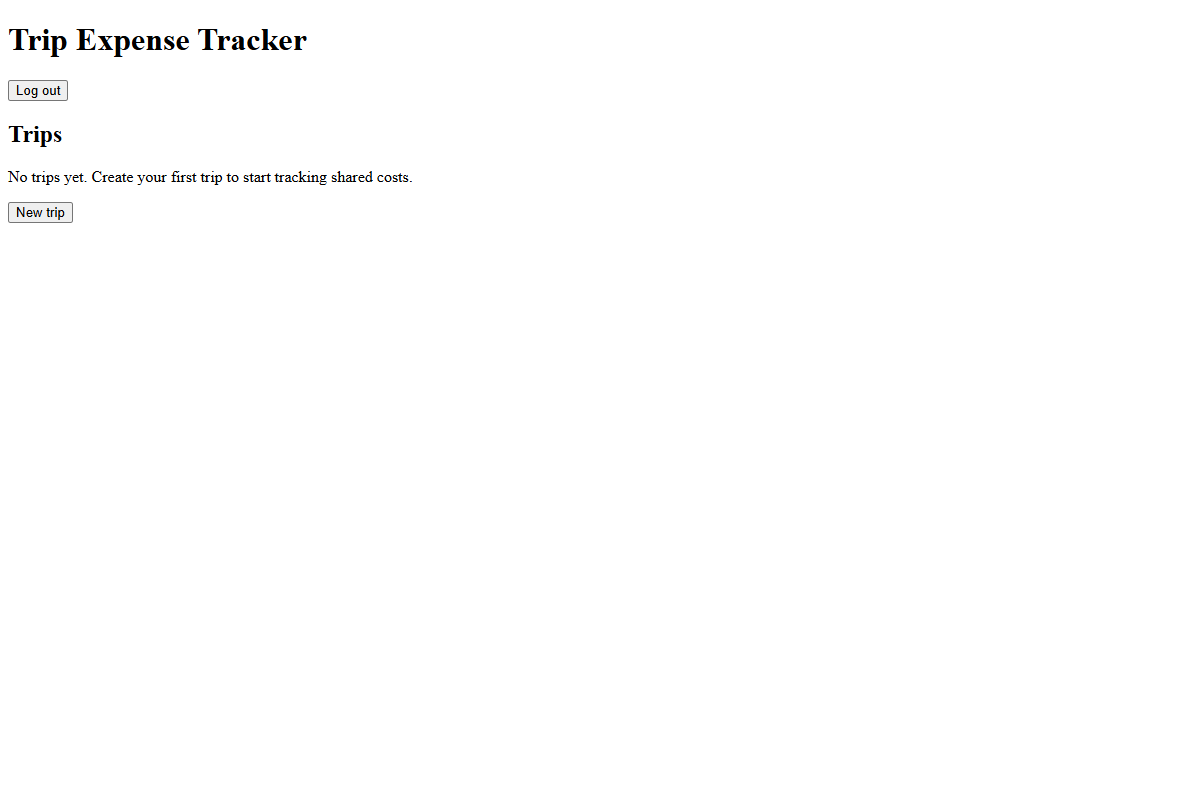 Trip Expense Tracker
Log out
Trips
No trips yet. Create your first trip to start tracking shared costs.
New trip